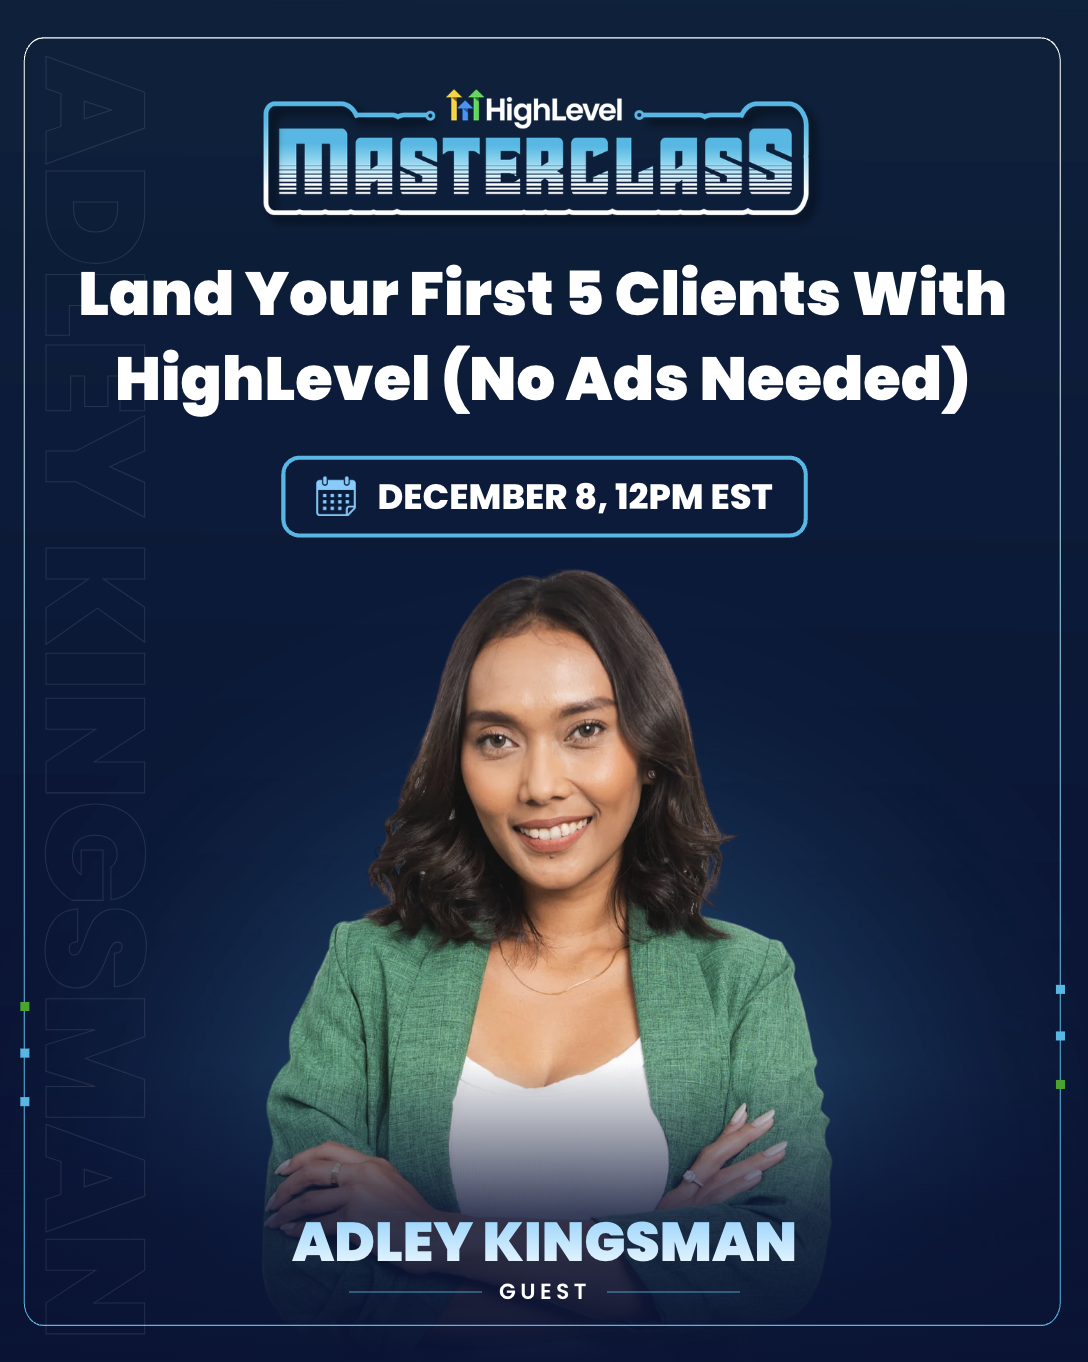 HighLevel
MASTERCLASS
Land Your First 5 Clients With
HighLevel (No Ads Needed)
DECEMBER 8, 12PM EST
ADLEY KINGSMAN
ADLEY KINGSMAN
GUEST